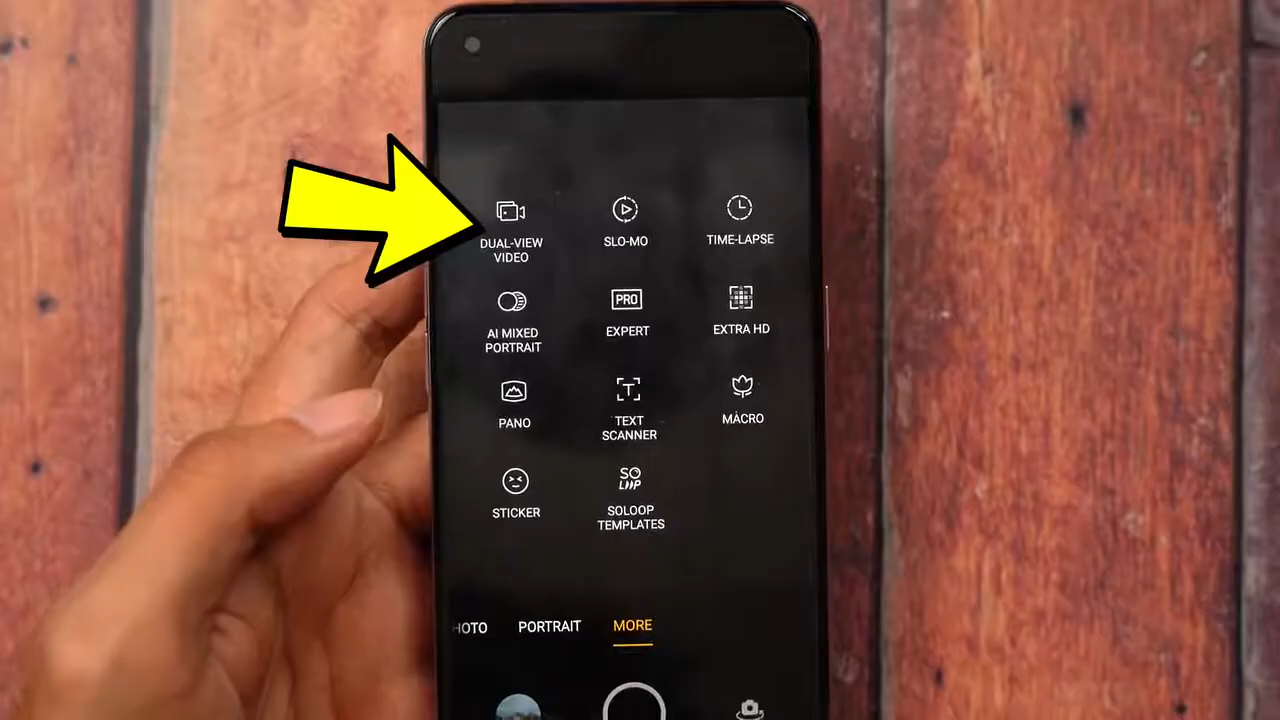 DUAL-VIEW
VIDEO
SLO-MO
TIME-LAPSE
AI MIXED
PORTRAIT
PRO
EXPERT
EXTRA HD
PANO
T
TEXT
SCANNER
MACRO
STICKER
SO
LOOP
SOLOOP
TEMPLATES
HOTO
PORTRAIT
MORE